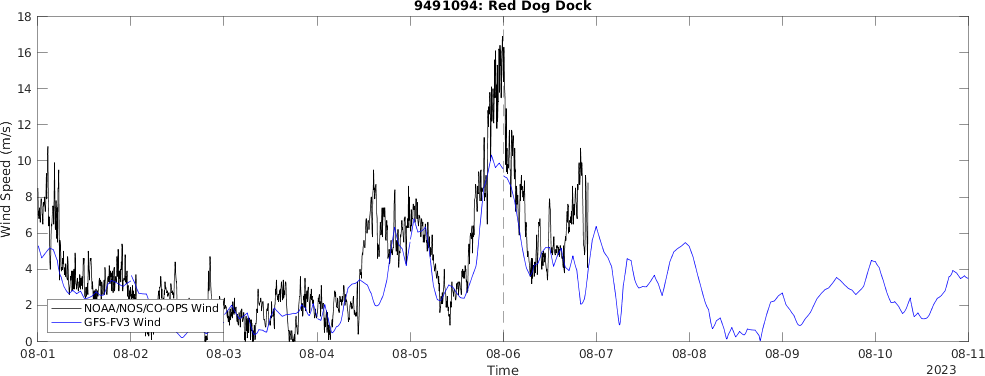 9491094: Red Dog Dock
18
16
14
12
10
8
6
4
2
0
Wind Speed (m/s)
NOAA/NOS/CO-OPS Wind
GFS-FV3 Wind
08-01 08-02 08-03 08-04 08-05 08-06 08-07 08-08 08-09 08-10 08-11
Time
2023